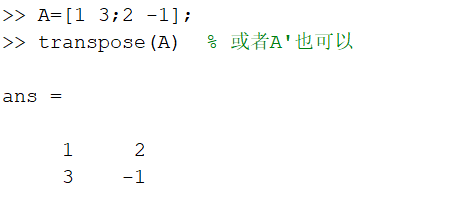 >> A=[1 3;2 -1];
>> transpose(A)  % 或者A'也可以
ans =
1     2
3    -1